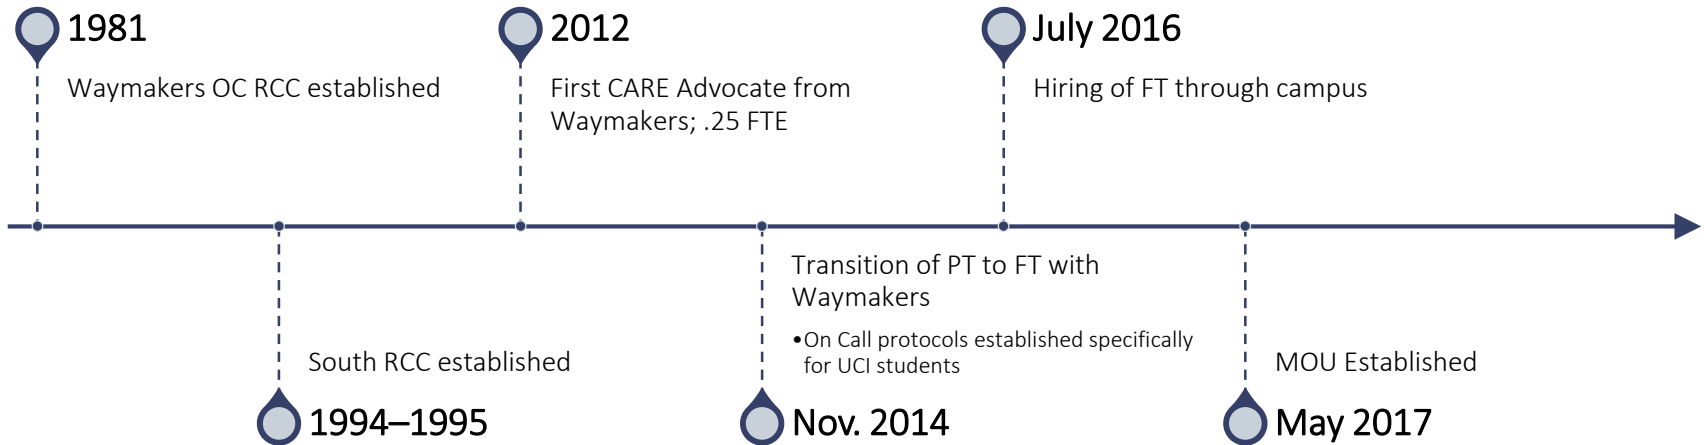 1981
Waymakers OC RCC established
2012
First CARE Advocate from
Waymakers; .25 FTE
July 2016
Hiring of FT through campus
South RCC established
1994–1995
Transition of PT to FT with
Waymakers
•On Call protocols established specifically
for UCI students
Nov. 2014
MOU Established
May 2017